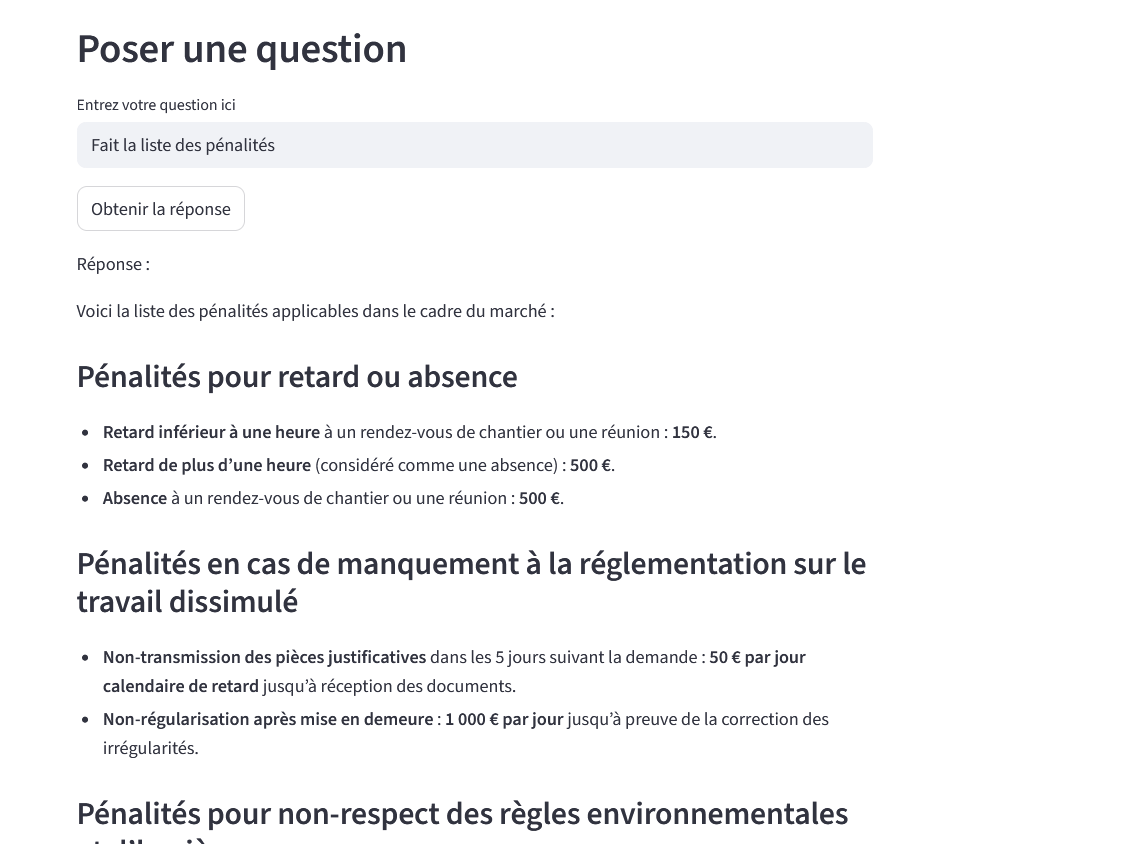 Poser une question
Entrez votre question ici
Fait la liste des pénalités
Obtenir la réponse
Réponse :
Voici la liste des pénalités applicables dans le cadre du marché :
Pénalités pour retard ou absence
• Retard inférieur à une heure à un rendez-vous de chantier ou une réunion : 150 €.
• Retard de plus d’une heure (considéré comme une absence) : 500 €.
• Absence à un rendez-vous de chantier ou une réunion : 500 €.
Pénalités en cas de manquement à la réglementation sur le
travail dissimulé
• Non-transmission des pièces justificatives dans les 5 jours suivant la demande : 50 € par jour
calendaire de retard jusqu’à réception des documents.
• Non-régularisation après mise en demeure : 1 000 € par jour jusqu’à preuve de la correction des
irrégularités.
Pénalités pour non-respect des règles environnementales